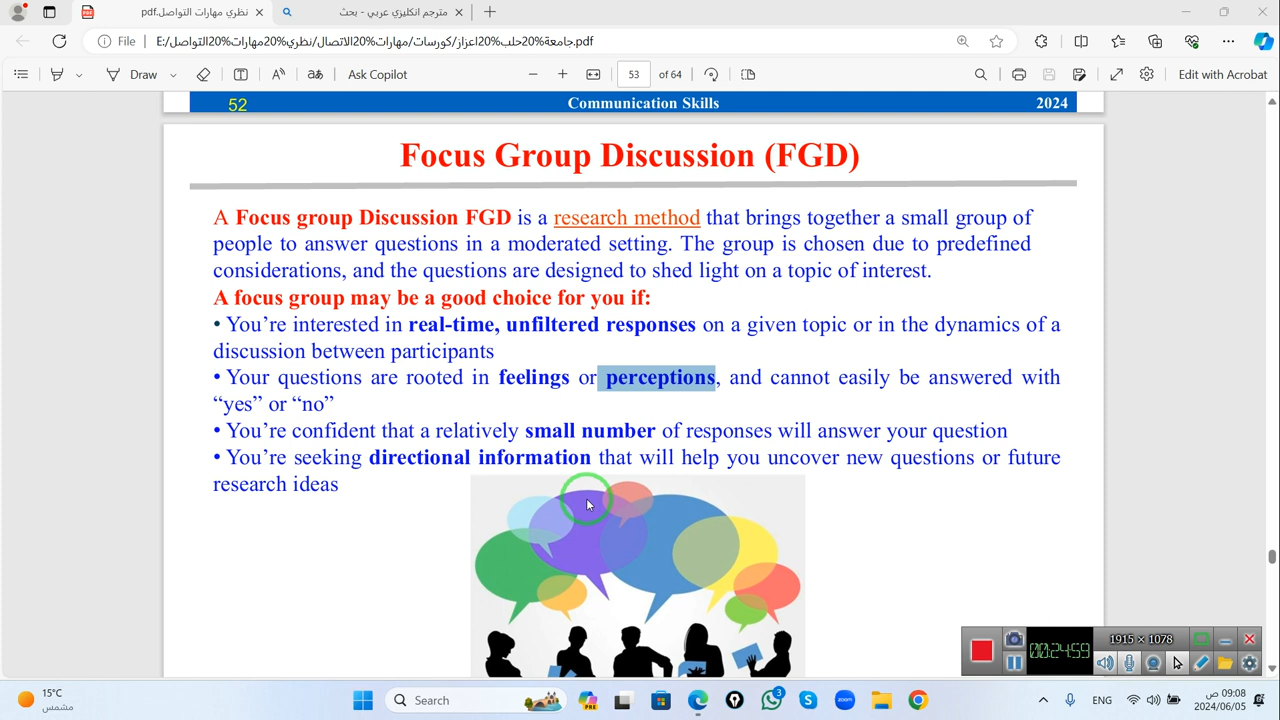 نظري مهارات التواصل.pdf
مترجم انكليزي عربي - بحث
File
E:/جامعة%20حلب%20اعزاز/كورسات/مهارات%20الاتصال/نظري%20مهارات%20التواصل.pdf
Draw
Ask Copilot
53 of 64
Edit with Acrobat
52 Communication Skills 2024
Focus Group Discussion (FGD)
A Focus group Discussion FGD is a research method that brings together a small group of
people to answer questions in a moderated setting. The group is chosen due to predefined
considerations, and the questions are designed to shed light on a topic of interest.
A focus group may be a good choice for you if:
• You’re interested in real-time, unfiltered responses on a given topic or in the dynamics of a
discussion between participants
• Your questions are rooted in feelings or perceptions, and cannot easily be answered with
“yes” or “no”
• You’re confident that a relatively small number of responses will answer your question
• You’re seeking directional information that will help you uncover new questions or future
research ideas
1915 × 1078
00:24:59
15°C
مشمس
Search
PRE
3
zoom
ENG
09:08 ص
2024/06/05